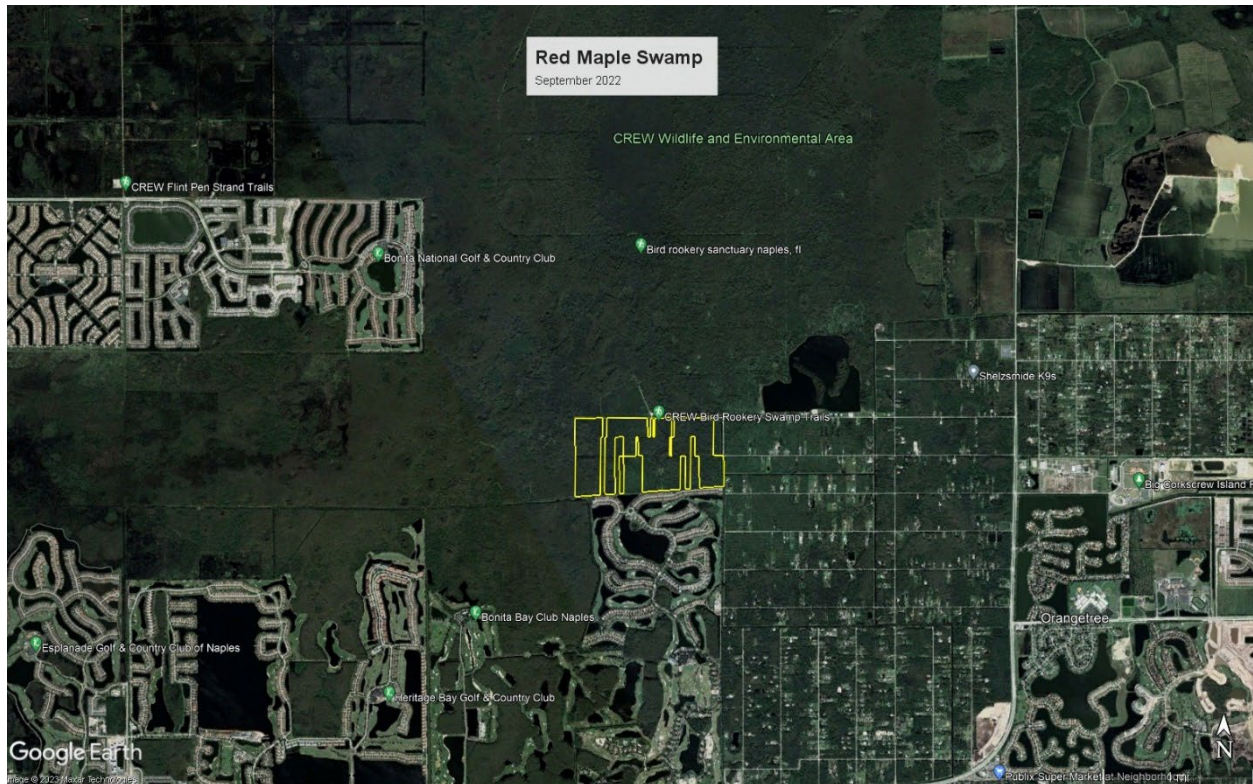 Red Maple Swamp
September 2022
CREW Wildlife and Environmental Area
CREW Flint Pen Strand Trails
Bird rookery sanctuary naples, fl
Bonita National Golf & Country Club
Shelzsmide K9s
CREW Bird Rookery Swamp Trails
Big Corkscrew Island
Bonita Bay Club Naples
Orangetree
Esplanade Golf & Country Club of Naples
Heritage Bay Golf & Country Club
Google Earth
N
Image © 2023 Maxar Technologies
Publix Super Market at Neighborhood